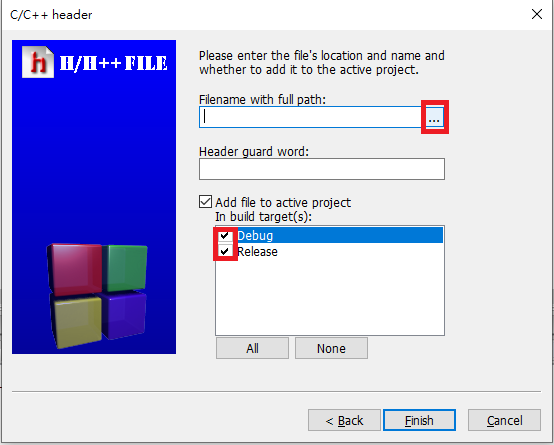 C/C++ header
H/H++ FILE
Please enter the file's location and name and
whether to add it to the active project.
Filename with full path:
...
Header guard word:
Add file to active project
In build target(s):
Debug
Release
All
None
< Back
Finish
Cancel